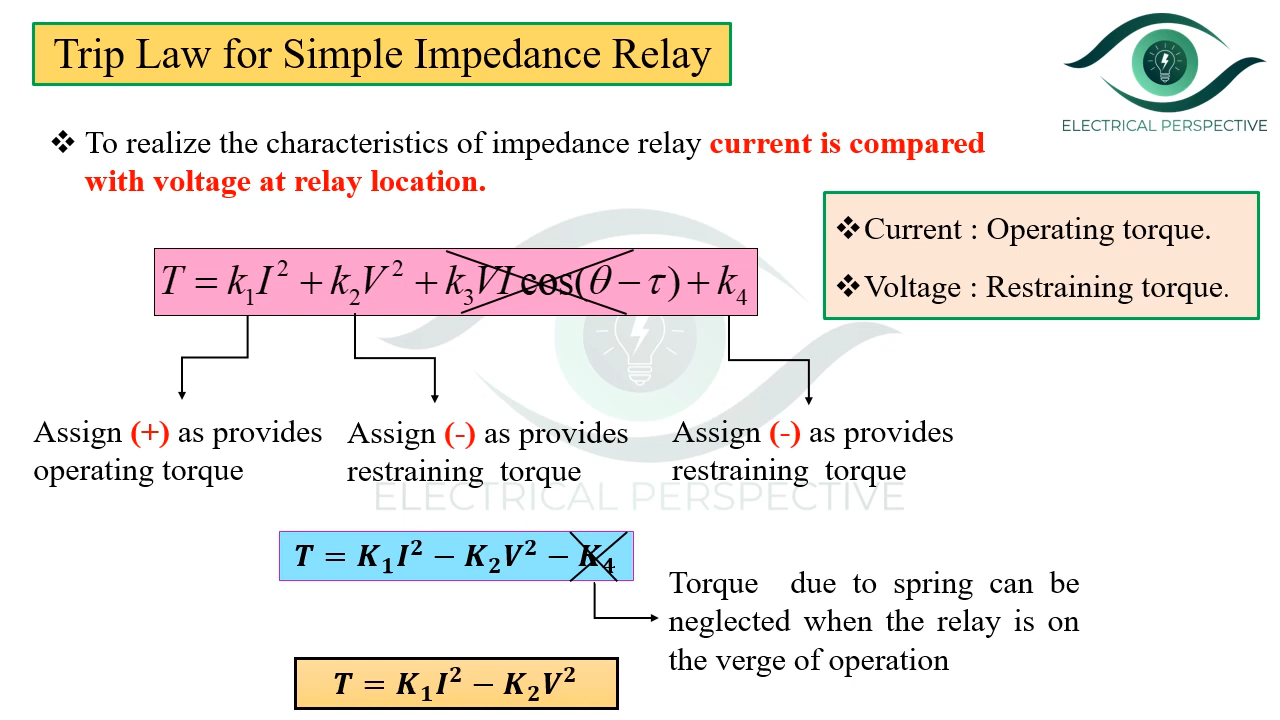 Trip Law for Simple Impedance Relay
ELECTRICAL PERSPECTIVE
❖ To realize the characteristics of impedance relay current is compared
with voltage at relay location.
❖Current : Operating torque.
❖Voltage : Restraining torque.
T = k₁I² + k₂V² + k₃VI cos(θ − τ) + k₄
Assign (+) as provides
operating torque
Assign (-) as provides
restraining torque
Assign (-) as provides
restraining torque
ELECTRICAL PERSPECTIVE
T = K₁I² − K₂V² − K₄
Torque due to spring can be
neglected when the relay is on
the verge of operation
T = K₁I² − K₂V²